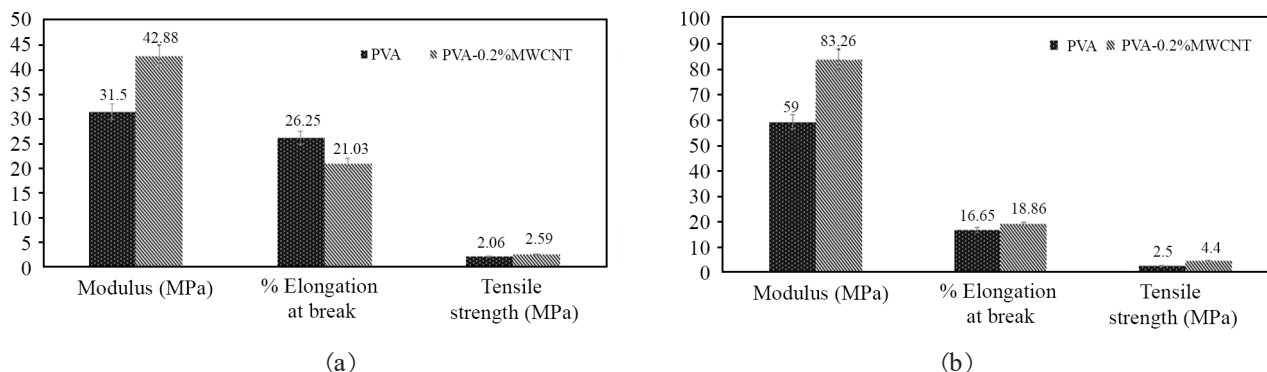 50
45
40
35
30
25
20
15
10
5
0
PVA PVA-0.2%MWCNT
31.5
42.88
26.25
21.03
2.06
2.59
Modulus (MPa)
% Elongation
at break
Tensile
strength (MPa)
(a)
100
90
80
70
60
50
40
30
20
10
0
PVA PVA-0.2%MWCNT
59
83.26
16.65
18.86
2.5
4.4
Modulus (MPa)
% Elongation
at break
Tensile
strength (MPa)
(b)